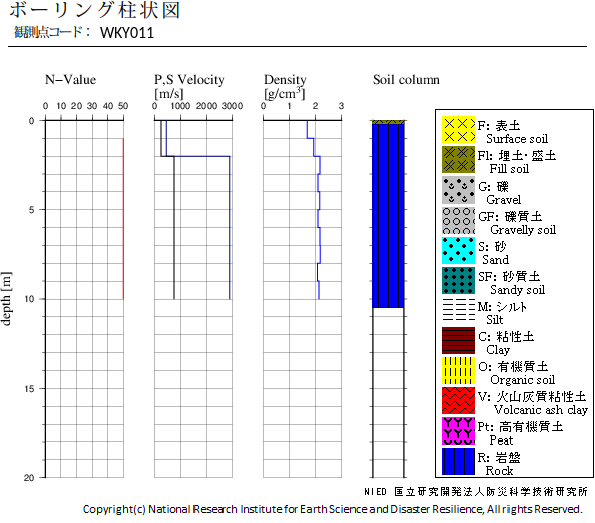 ボーリング柱状図
観測点コード： WKY011
N−Value
P,S Velocity
[m/s]
Density
[g/cm³]
Soil column
0 10 20 30 40 50
0 1000 2000 3000
0 1 2 3
0
5
10
15
20
depth [m]
F: 表土
Surface soil
Fl: 埋土・盛土
Fill soil
G: 礫
Gravel
GF: 礫質土
Gravelly soil
S: 砂
Sand
SF: 砂質土
Sandy soil
M: シルト
Silt
C: 粘性土
Clay
O: 有機質土
Organic soil
V: 火山灰質粘性土
Volcanic ash clay
Pt: 高有機質土
Peat
R: 岩盤
Rock
NIED 国立研究開発法人防災科学技術研究所
Copyright(c) National Research Institute for Earth Science and Disaster Resilience, All rights Reserved.